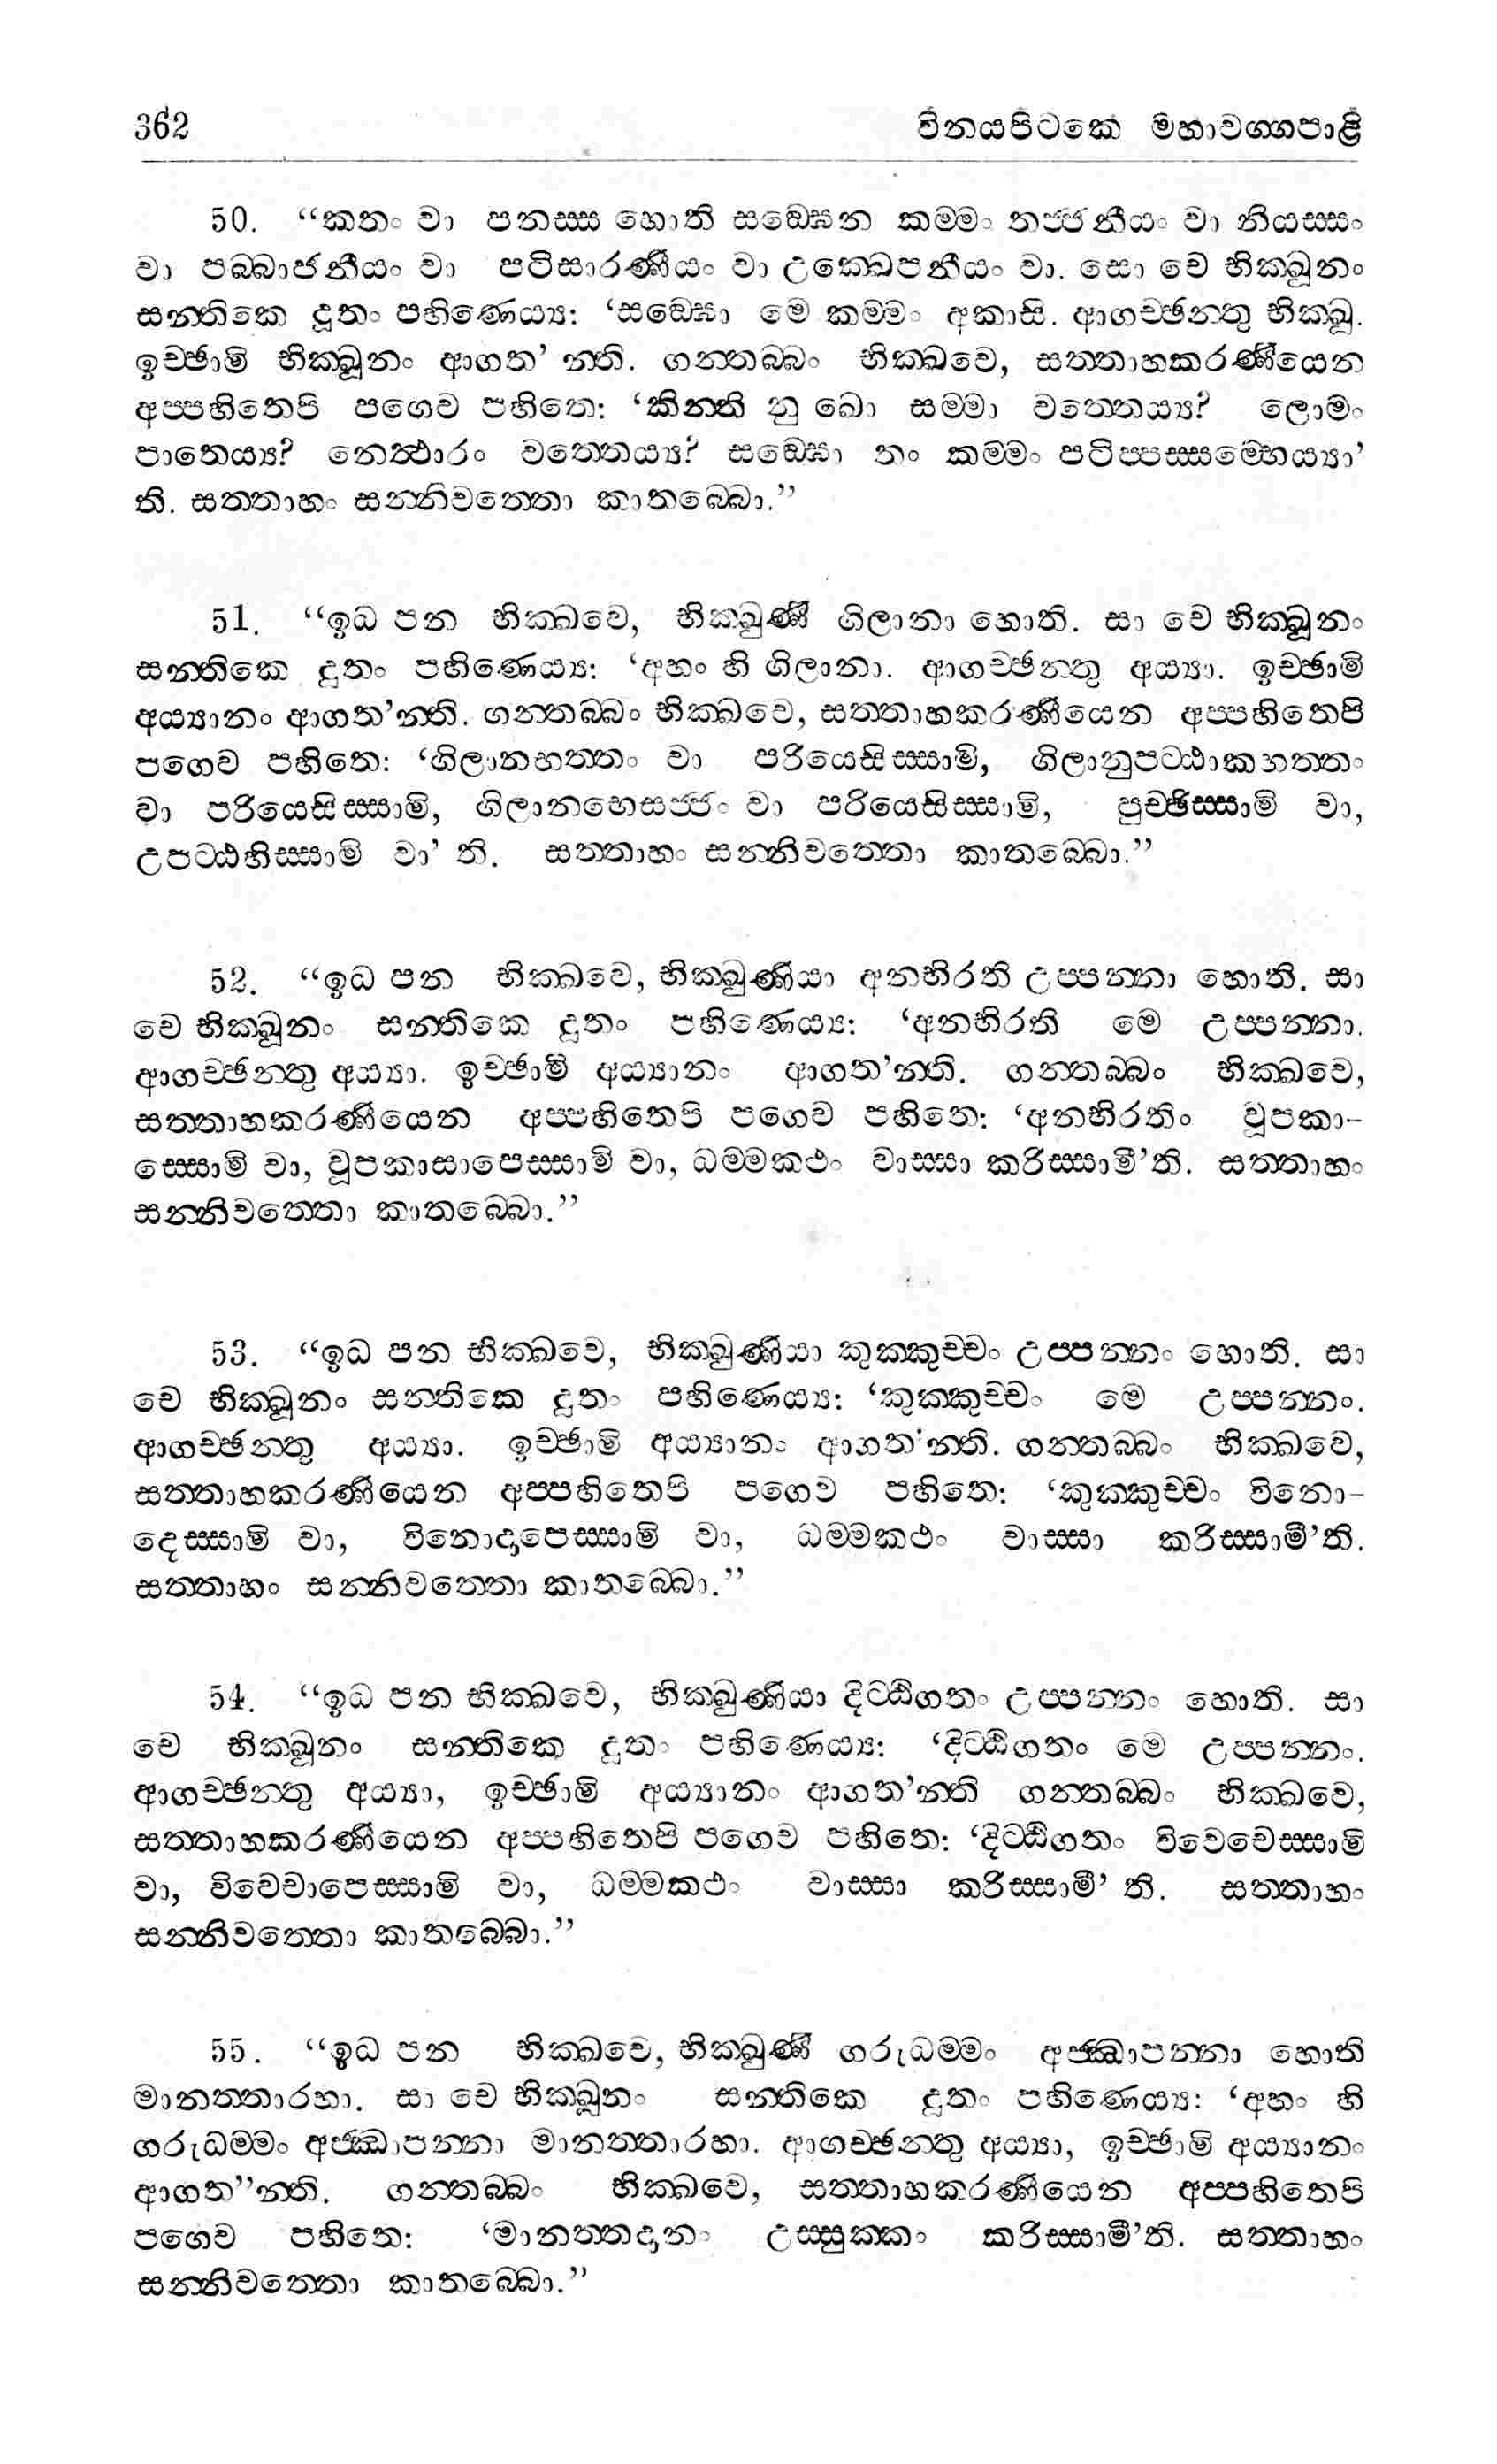 362 විනයපිටකෙ මහාවග්ගපාළි
50. “කතං වා පනස්ස හොති සඞ්ඝෙන කම්මං තජ්ජනීයං වා නියස්සං
වා පබ්බාජනීයං වා පටිසාරණීයං වා උක්ඛෙපනීයං වා. සො චෙ භික්ඛූනං
සන්තිකෙ දූතං පහිණෙය්‍ය: ‘සඞ්ඝො මෙ කම්මං අකාසි. ආගච්ඡන්තු භික්ඛූ.
ඉච්ඡාමි භික්ඛූනං ආගත’ න්ති. ගන්තබ්බං භික්ඛවෙ, සත්තාහකරණීයෙන
අප්පහිතෙපි පගෙව පහිතෙ: ‘කින්ති නු ඛො සම්මා වත්තෙය්‍ය? ලොමං
පාතෙය්‍ය? නෙත්ථාරං වත්තෙය්‍ය? සඞ්ඝො තං කම්මං පටිප්පස්සම්භෙය්‍යා’
ති. සත්තාහං සන්නිවත්තො කාතබ්බො.”
51. “ඉධ පන භික්ඛවෙ, භික්ඛුණී ගිලානා හොති. සා චෙ භික්ඛූනං
සන්තිකෙ දූතං පහිණෙය්‍ය: ‘අහං හි ගිලානා. ආගච්ඡන්තු අය්‍යා. ඉච්ඡාමි
අය්‍යානං ආගත’න්ති. ගන්තබ්බං භික්ඛවෙ, සත්තාහකරණීයෙන අප්පහිතෙපි
පගෙව පහිතෙ: ‘ගිලානභත්තං වා පරියෙසිස්සාමි, ගිලානුපට්ඨාකභත්තං
වා පරියෙසිස්සාමි, ගිලානභෙසජ්ජං වා පරියෙසිස්සාමි, පුච්ඡිස්සාමි වා,
උපට්ඨහිස්සාමි වා’ ති. සත්තාහං සන්නිවත්තො කාතබ්බො.”
52. “ඉධ පන භික්ඛවෙ, භික්ඛුණියා අනභිරති උප්පන්නා හොති. සා
චෙ භික්ඛූනං සන්තිකෙ දූතං පහිණෙය්‍ය: ‘අනභිරති මෙ උප්පන්නා.
ආගච්ඡන්තු අය්‍යා. ඉච්ඡාමි අය්‍යානං ආගත’න්ති. ගන්තබ්බං භික්ඛවෙ,
සත්තාහකරණීයෙන අප්පහිතෙපි පගෙව පහිතෙ: ‘අනභිරතිං වූපකා-
සෙස්සාමි වා, වූපකාසාපෙස්සාමි වා, ධම්මකථං වාස්සා කරිස්සාමී’ති. සත්තාහං
සන්නිවත්තො කාතබ්බො.”
53. “ඉධ පන භික්ඛවෙ, භික්ඛුණියා කුක්කුච්චං උප්පන්නං හොති. සා
චෙ භික්ඛූනං සන්තිකෙ දූතං පහිණෙය්‍ය: ‘කුක්කුච්චං මෙ උප්පන්නං.
ආගච්ඡන්තු අය්‍යා. ඉච්ඡාමි අය්‍යානං ආගත’න්ති. ගන්තබ්බං භික්ඛවෙ,
සත්තාහකරණීයෙන අප්පහිතෙපි පගෙව පහිතෙ: ‘කුක්කුච්චං විනො-
දෙස්සාමි වා, විනොදාපෙස්සාමි වා, ධම්මකථං වාස්සා කරිස්සාමී’ති.
සත්තාහං සන්නිවත්තො කාතබ්බො.”
54. “ඉධ පන භික්ඛවෙ, භික්ඛුණියා දිට්ඨිගතං උප්පන්නං හොති. සා
චෙ භික්ඛූනං සන්තිකෙ දූතං පහිණෙය්‍ය: ‘දිට්ඨිගතං මෙ උප්පන්නං.
ආගච්ඡන්තු අය්‍යා, ඉච්ඡාමි අය්‍යානං ආගත’න්ති ගන්තබ්බං භික්ඛවෙ,
සත්තාහකරණීයෙන අප්පහිතෙපි පගෙව පහිතෙ: ‘දිට්ඨිගතං විවෙචෙස්සාමි
වා, විවෙචාපෙස්සාමි වා, ධම්මකථං වාස්සා කරිස්සාමී’ ති. සත්තාහං
සන්නිවත්තො කාතබ්බො.”
55. “ඉධ පන භික්ඛවෙ, භික්ඛුණී ගරුධම්මං අජ්ඣාපන්නා හොති
මානත්තාරහා. සා චෙ භික්ඛූනං සන්තිකෙ දූතං පහිණෙය්‍ය: ‘අහං හි
ගරුධම්මං අජ්ඣාපන්නා මානත්තාරහා. ආගච්ඡන්තු අය්‍යා, ඉච්ඡාමි අය්‍යානං
ආගත”න්ති. ගන්තබ්බං භික්ඛවෙ, සත්තාහකරණීයෙන අප්පහිතෙපි
පගෙව පහිතෙ: ‘මානත්තදානං උස්සුක්කං කරිස්සාමී’ති. සත්තාහං
සන්නිවත්තො කාතබ්බො.”